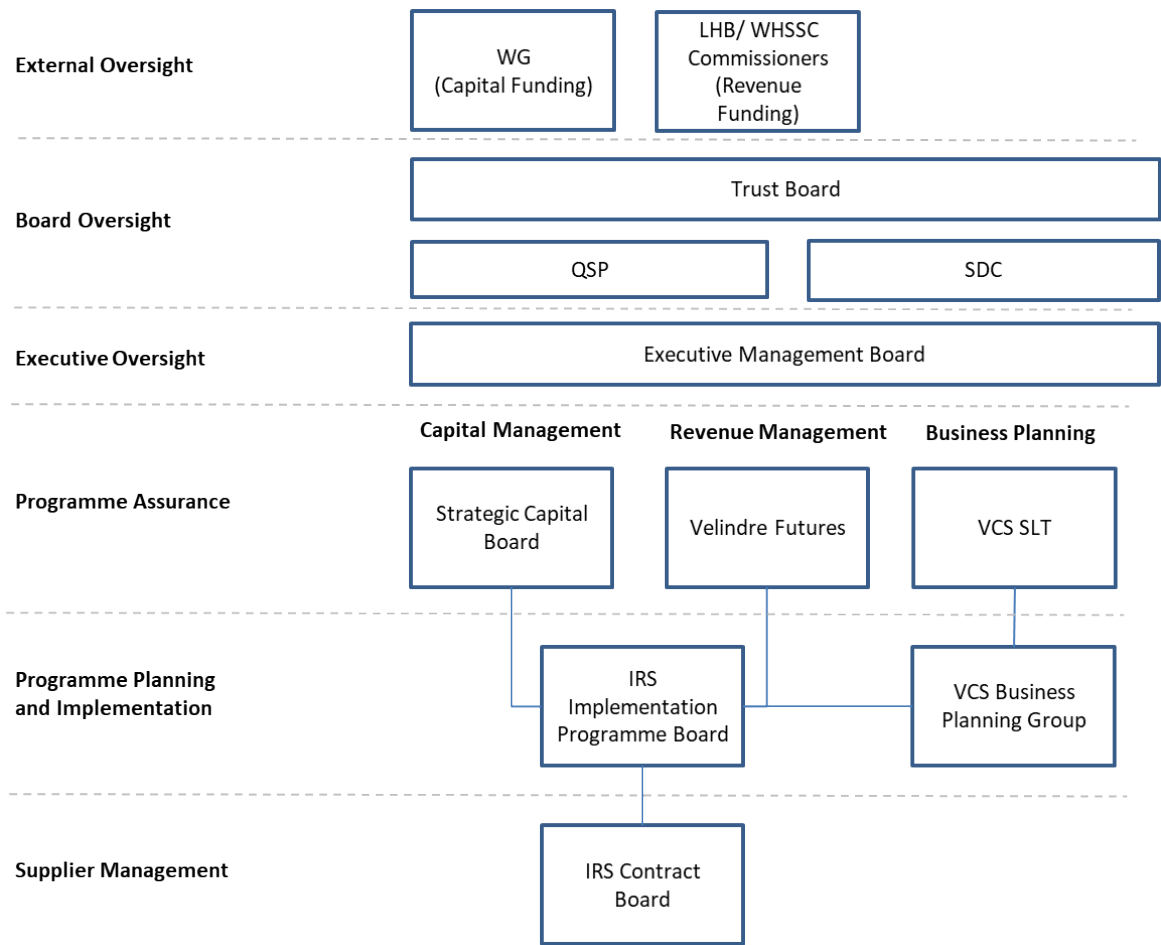 External Oversight
WG
(Capital Funding)
LHB/ WHSSC
Commissioners
(Revenue
Funding)
Board Oversight
Trust Board
QSP
SDC
Executive Oversight
Executive Management Board
Capital Management
Revenue Management
Business Planning
Programme Assurance
Strategic Capital
Board
Velindre Futures
VCS SLT
Programme Planning
and Implementation
IRS
Implementation
Programme Board
VCS Business
Planning Group
Supplier Management
IRS Contract
Board